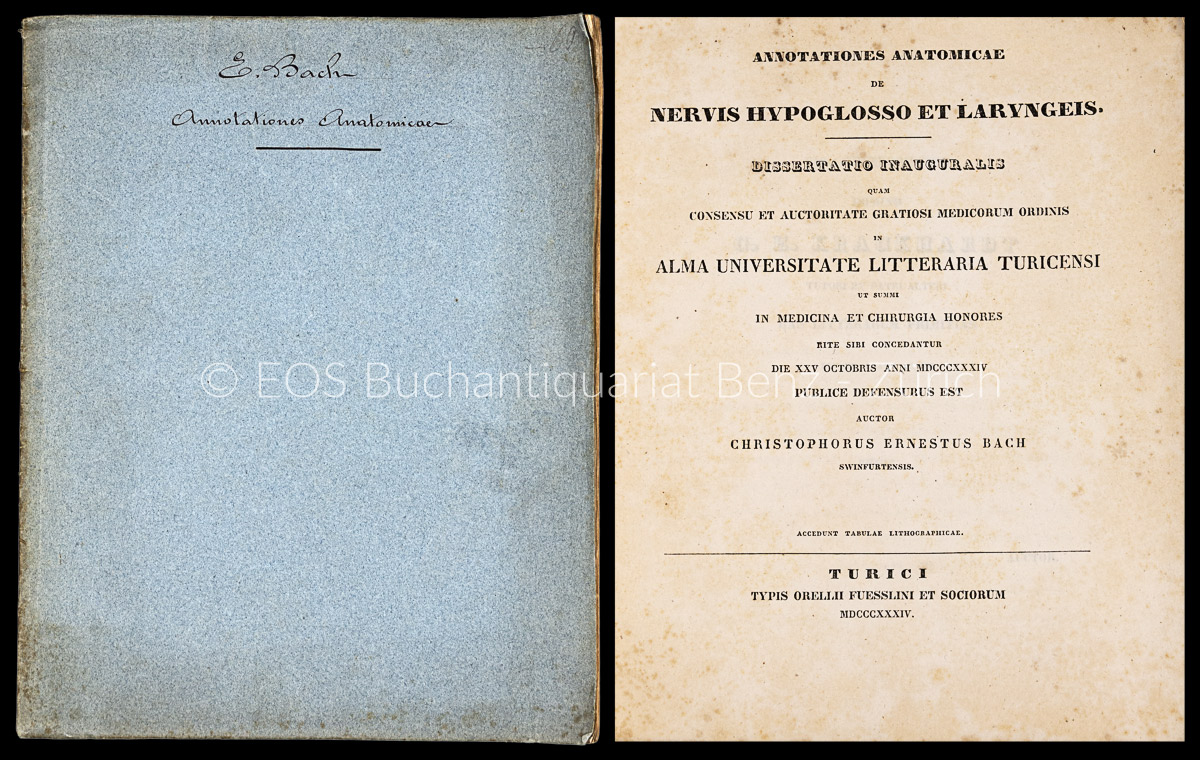 E. Bach
Annotationes Anatomicae
ANNOTATIONES ANATOMICAE
DE
NERVIS HYPOGLOSSO ET LARYNGEIS.
DISSERTATIO INAUGURALIS
QUAM
CONSENSU ET AUCTORITATE GRATIOSI MEDICORUM ORDINIS
IN
ALMA UNIVERSITATE LITTERARIA TURICENSI
UT SUMMI
IN MEDICINA ET CHIRURGIA HONORES
RITE SIBI CONCEDANTUR
DIE XXV OCTOBRIS ANNI MDCCCXXXIV
PUBLICE DEFENSURUS EST
AUCTOR
CHRISTOPHORUS ERNESTUS BACH
SWINFURTENSIS.
ACCEDUNT TABULAE LITHOGRAPHICAE.
TURICI
TYPIS ORELLII FUESSLINI ET SOCIORUM
MDCCCXXXIV.
© EOS Buchantiquariat Benz - Zürich